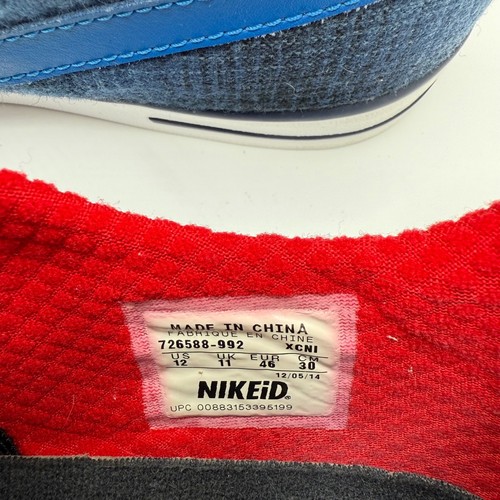 MADE IN CHINA
FABRIQUE EN CHINE
726588-992 XCNI
US UK EUR CM
12 11 46 30
12/05/14
NIKEiD.
UPC 00883153395199